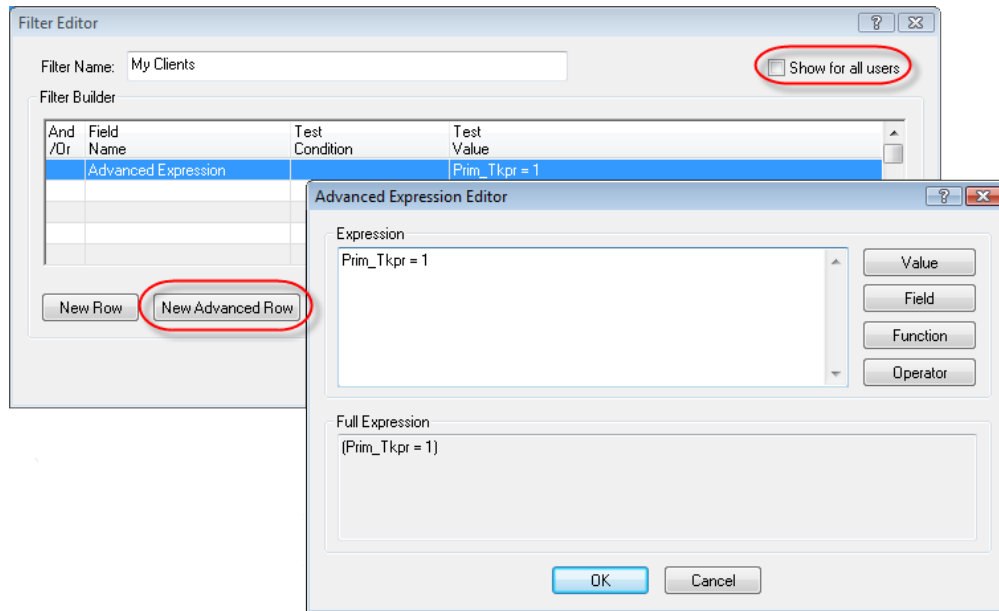 Filter Editor
Filter Name: My Clients
Show for all users
Filter Builder
And /Or Field Name Test Condition Test Value
Advanced Expression Prim_Tkpr = 1
New Row New Advanced Row
Advanced Expression Editor
Expression
Prim_Tkpr = 1
Value
Field
Function
Operator
Full Expression
(Prim_Tkpr = 1)
OK Cancel